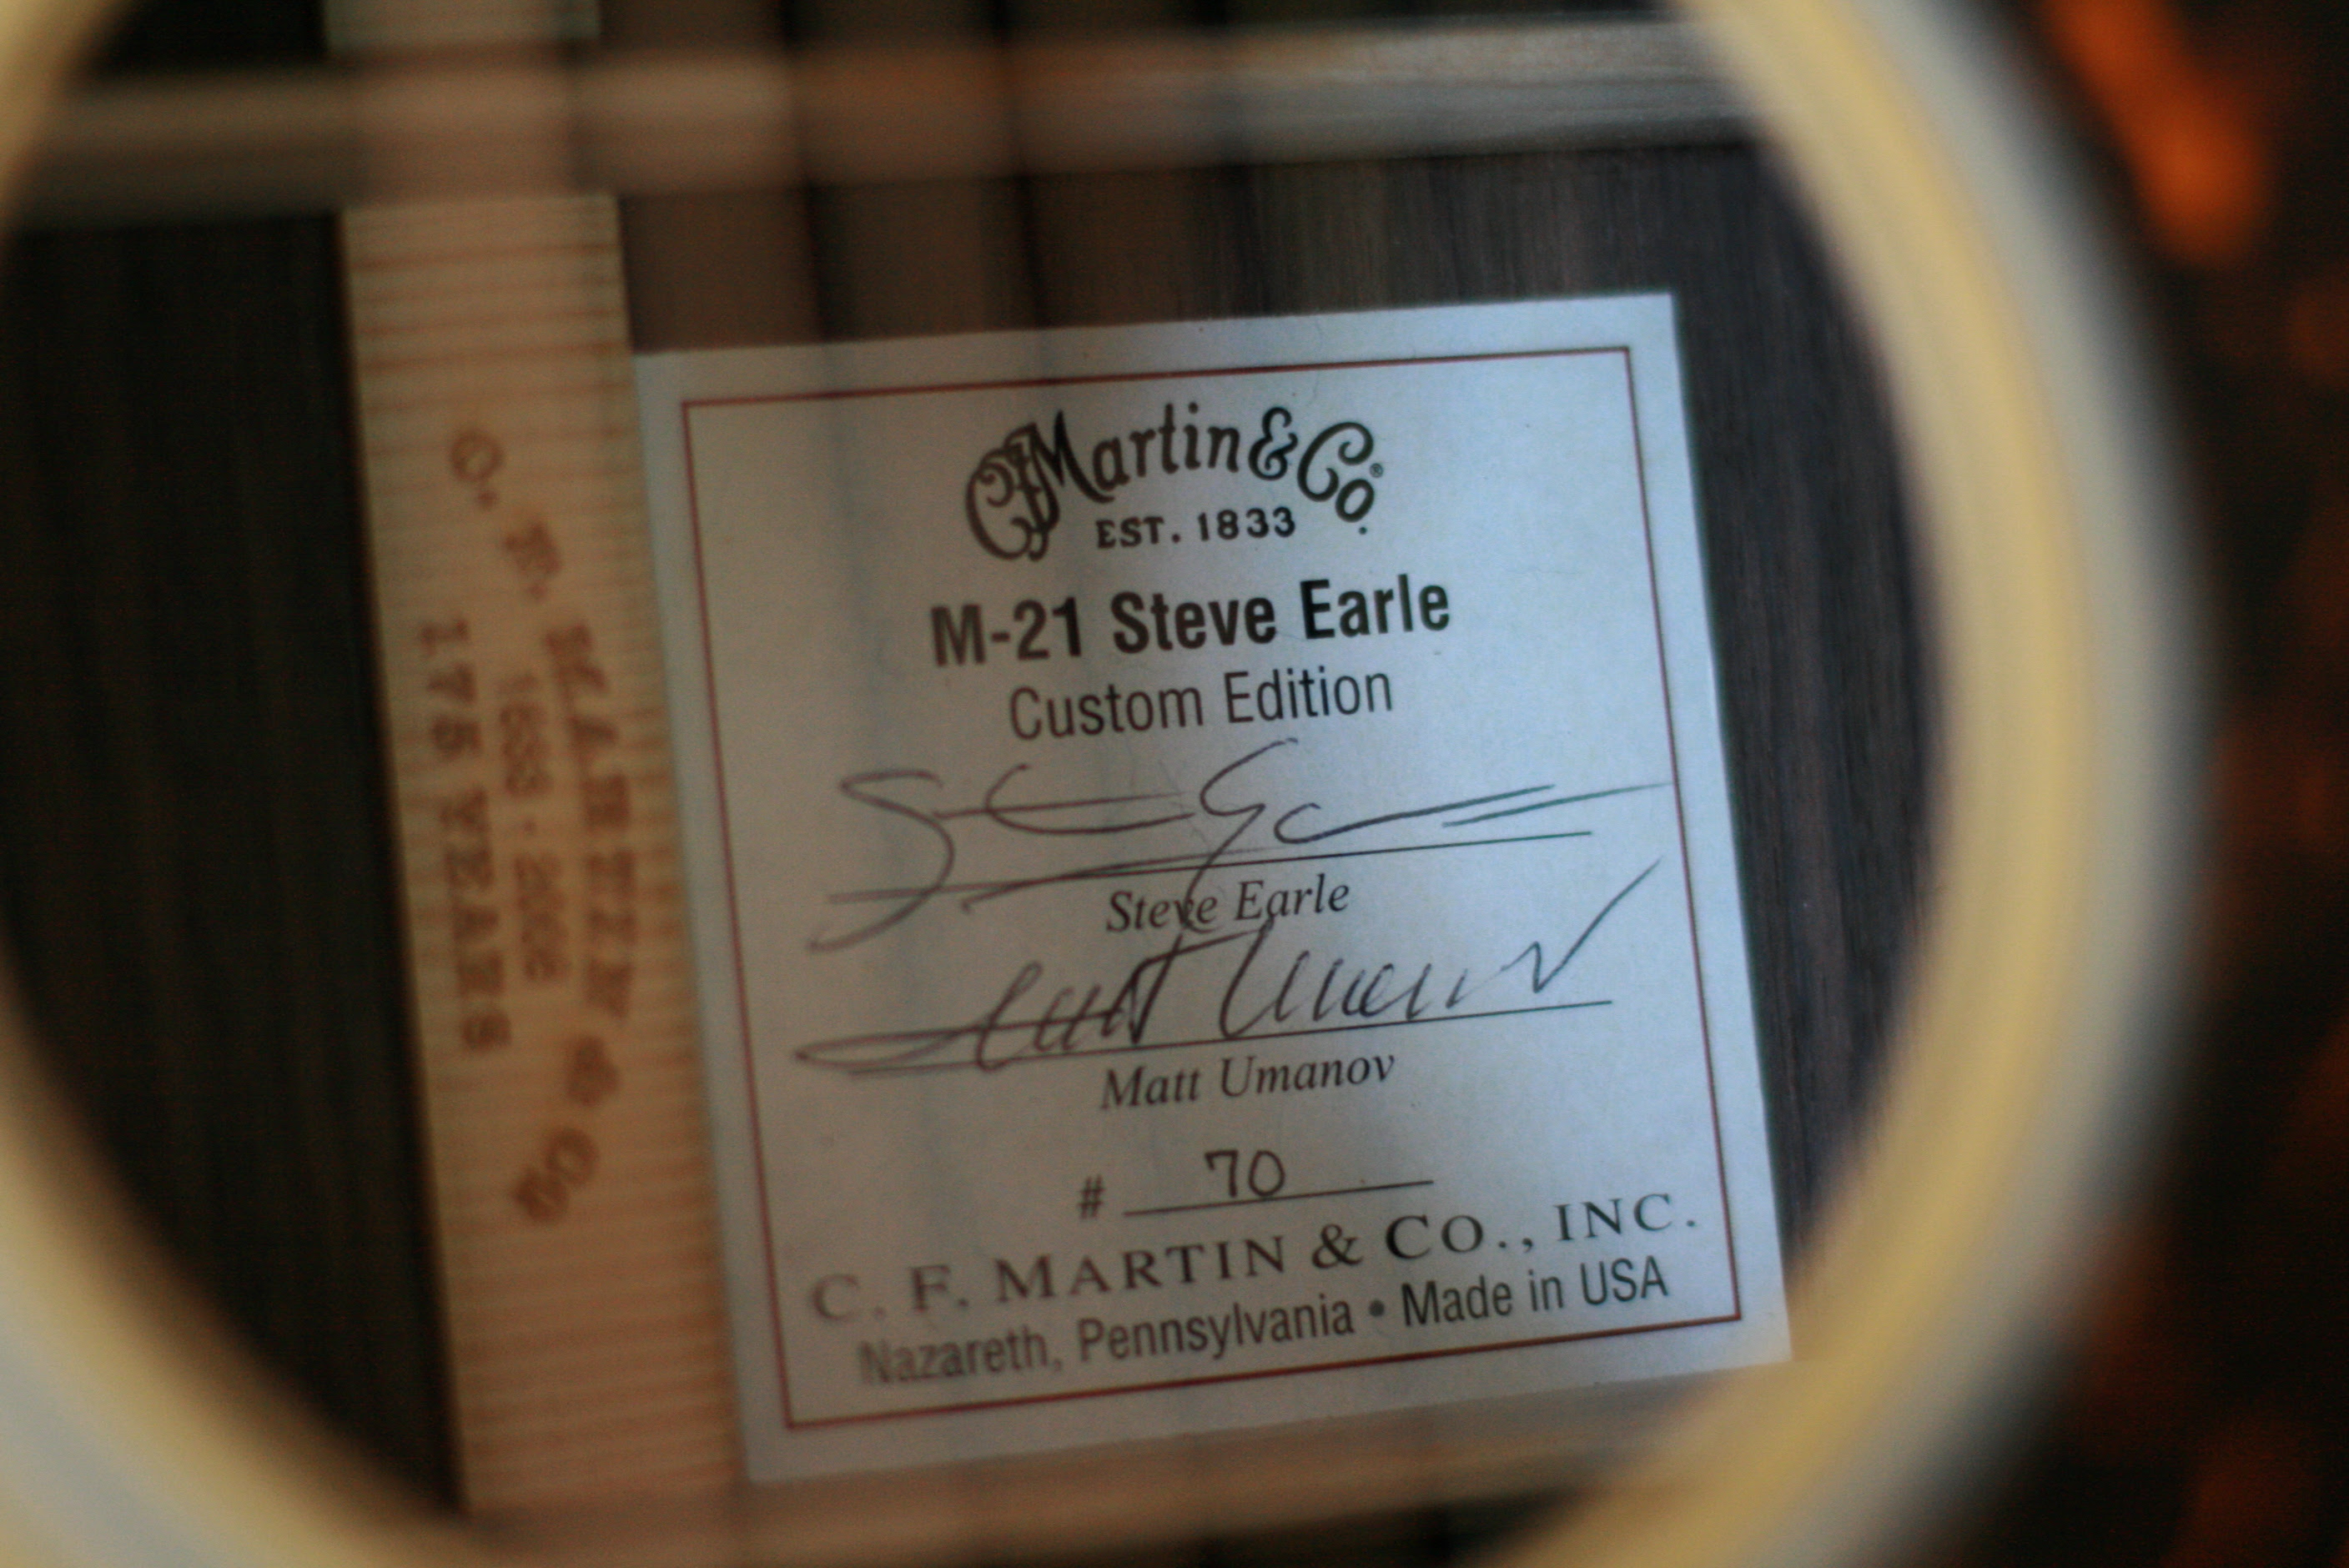 C. F. MARTIN & Co
1833-2008
175 YEARS
CF Martin & Co.®
EST. 1833
M-21 Steve Earle
Custom Edition
Steve Earle
Matt Umanov
# 70
C. F. MARTIN & CO., INC.
Nazareth, Pennsylvania • Made in USA